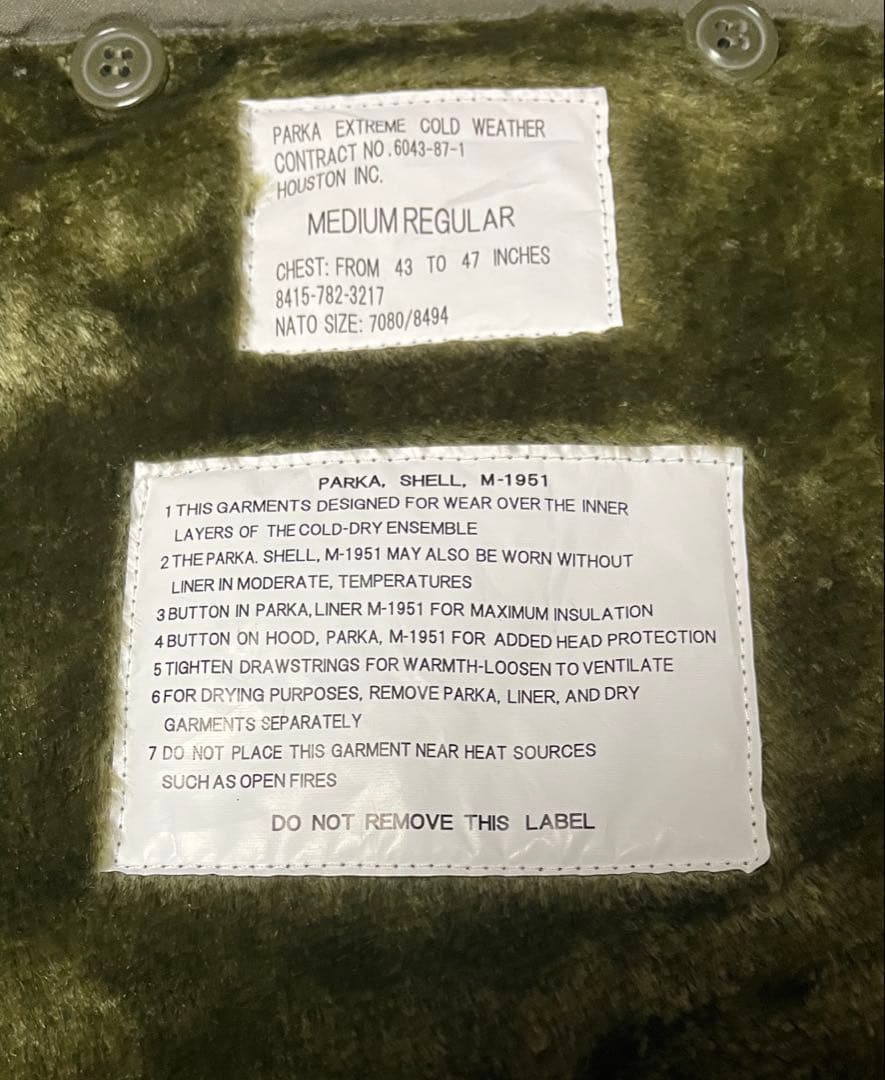 PARKA EXTREME COLD WEATHER
CONTRACT NO.6043-87-1
HOUSTON INC.
MEDIUM REGULAR
CHEST: FROM 43 TO 47 INCHES
8415-782-3217
NATO SIZE: 7080/8494
PARKA, SHELL, M-1951
1 THIS GARMENTS DESIGNED FOR WEAR OVER THE INNER
LAYERS OF THE COLD-DRY ENSEMBLE
2 THE PARKA. SHELL, M-1951 MAY ALSO BE WORN WITHOUT
LINER IN MODERATE, TEMPERATURES
3 BUTTON IN PARKA, LINER M-1951 FOR MAXIMUM INSULATION
4 BUTTON ON HOOD, PARKA, M-1951 FOR ADDED HEAD PROTECTION
5 TIGHTEN DRAWSTRINGS FOR WARMTH-LOOSEN TO VENTILATE
6 FOR DRYING PURPOSES, REMOVE PARKA, LINER, AND DRY
GARMENTS SEPARATELY
7 DO NOT PLACE THIS GARMENT NEAR HEAT SOURCES
SUCH AS OPEN FIRES
DO NOT REMOVE THIS LABEL